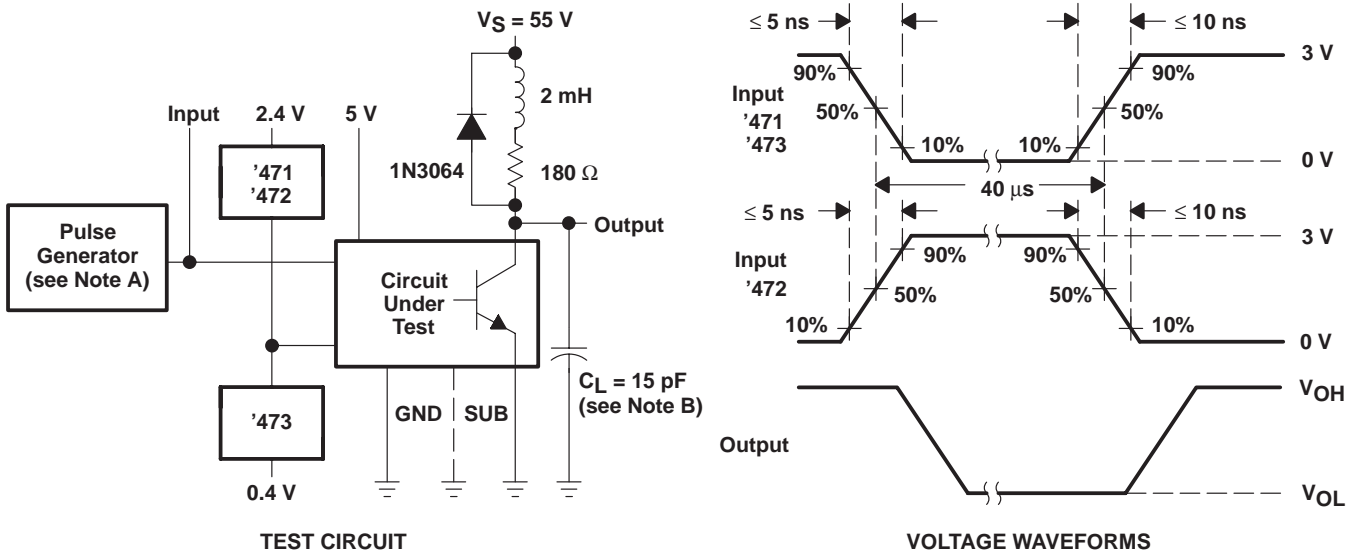 VS = 55 V
2 mH
180 Ω
1N3064
Input
2.4 V
5 V
'471
'472
Pulse
Generator
(see Note A)
Circuit
Under
Test
Output
CL = 15 pF
(see Note B)
'473
0.4 V
GND
SUB
TEST CIRCUIT
≤ 5 ns
≤ 10 ns
3 V
90%
90%
Input
'471
'473
50%
50%
10%
10%
0 V
40 µs
≤ 5 ns
≤ 10 ns
3 V
90%
90%
Input
'472
50%
50%
10%
10%
0 V
VOH
Output
VOL
VOLTAGE WAVEFORMS